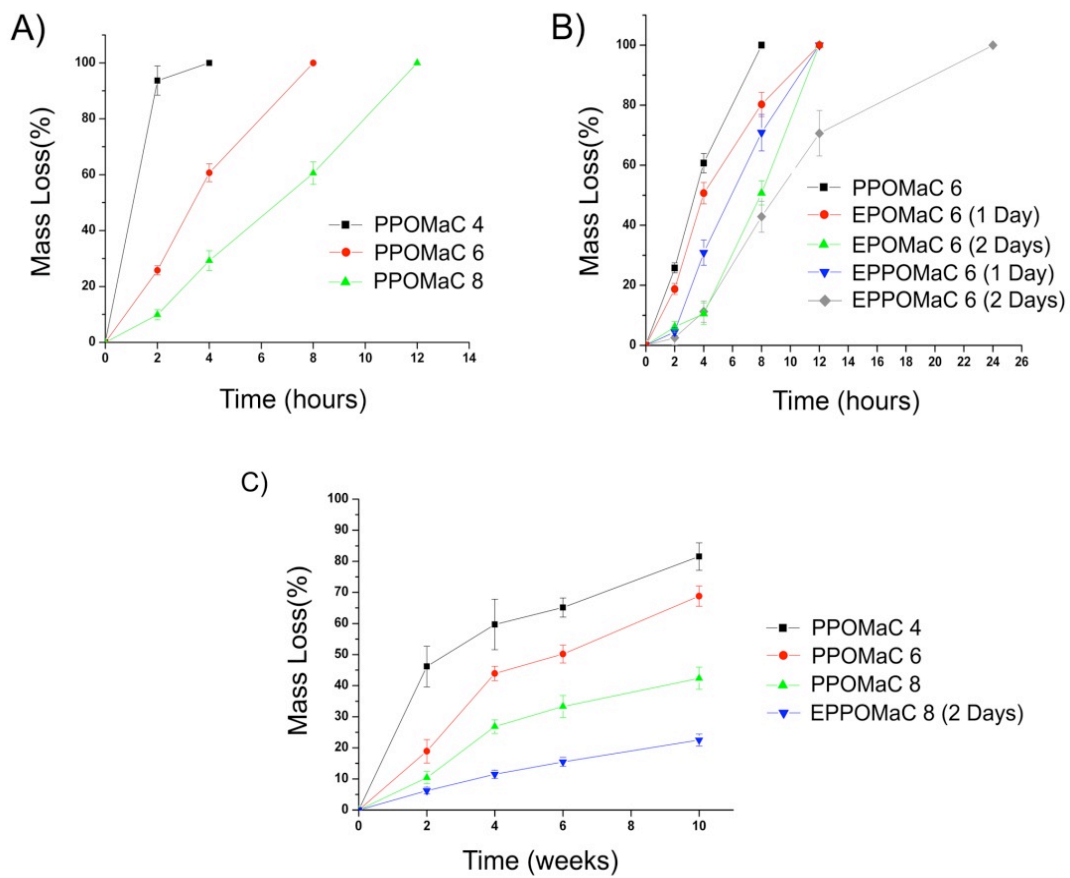 A)
Mass Loss(%)
100
80
60
40
20
0
0 2 4 6 8 10 12 14
Time (hours)
PPOMaC 4
PPOMaC 6
PPOMaC 8
B)
Mass Loss(%)
100
80
60
40
20
0
0 2 4 6 8 10 12 14 16 18 20 22 24 26
Time (hours)
PPOMaC 6
EPOMaC 6 (1 Day)
EPOMaC 6 (2 Days)
EPPOMaC 6 (1 Day)
EPPOMaC 6 (2 Days)
C)
Mass Loss(%)
100
90
80
70
60
50
40
30
20
10
0
0 2 4 6 8 10
Time (weeks)
PPOMaC 4
PPOMaC 6
PPOMaC 8
EPPOMaC 8 (2 Days)